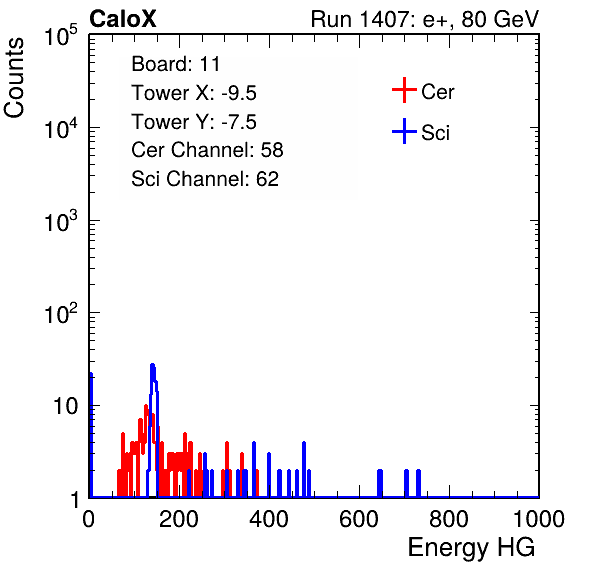 CaloX Run 1407: e+, 80 GeV
Counts
10^5
10^4
10^3
10^2
10
1
Board: 11
Tower X: -9.5
Tower Y: -7.5
Cer Channel: 58
Sci Channel: 62
Cer
Sci
0 200 400 600 800 1000
Energy HG